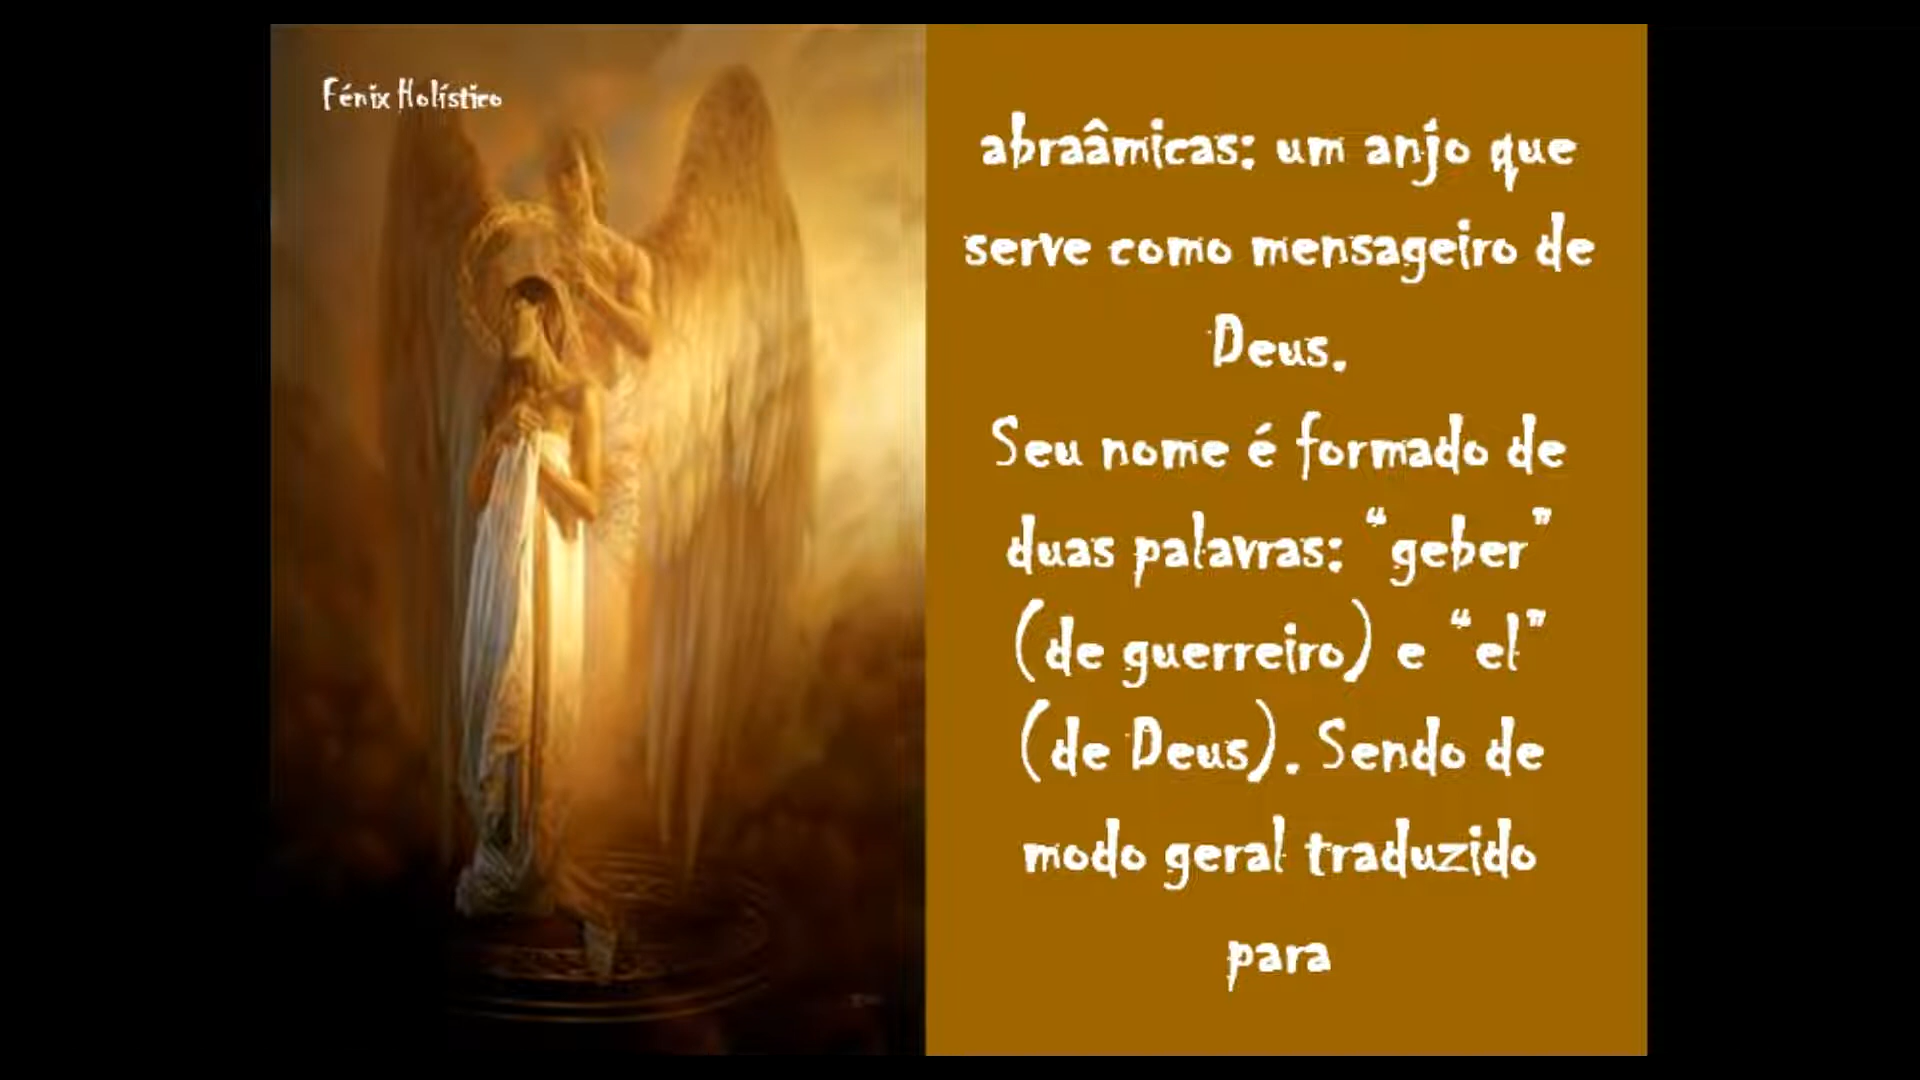 Fénix Holístico
abraâmicas: um anjo que
serve como mensageiro de
Deus.
Seu nome é formado de
duas palavras: “geber”
(de guerreiro) e “el”
(de Deus). Sendo de
modo geral traduzido
para